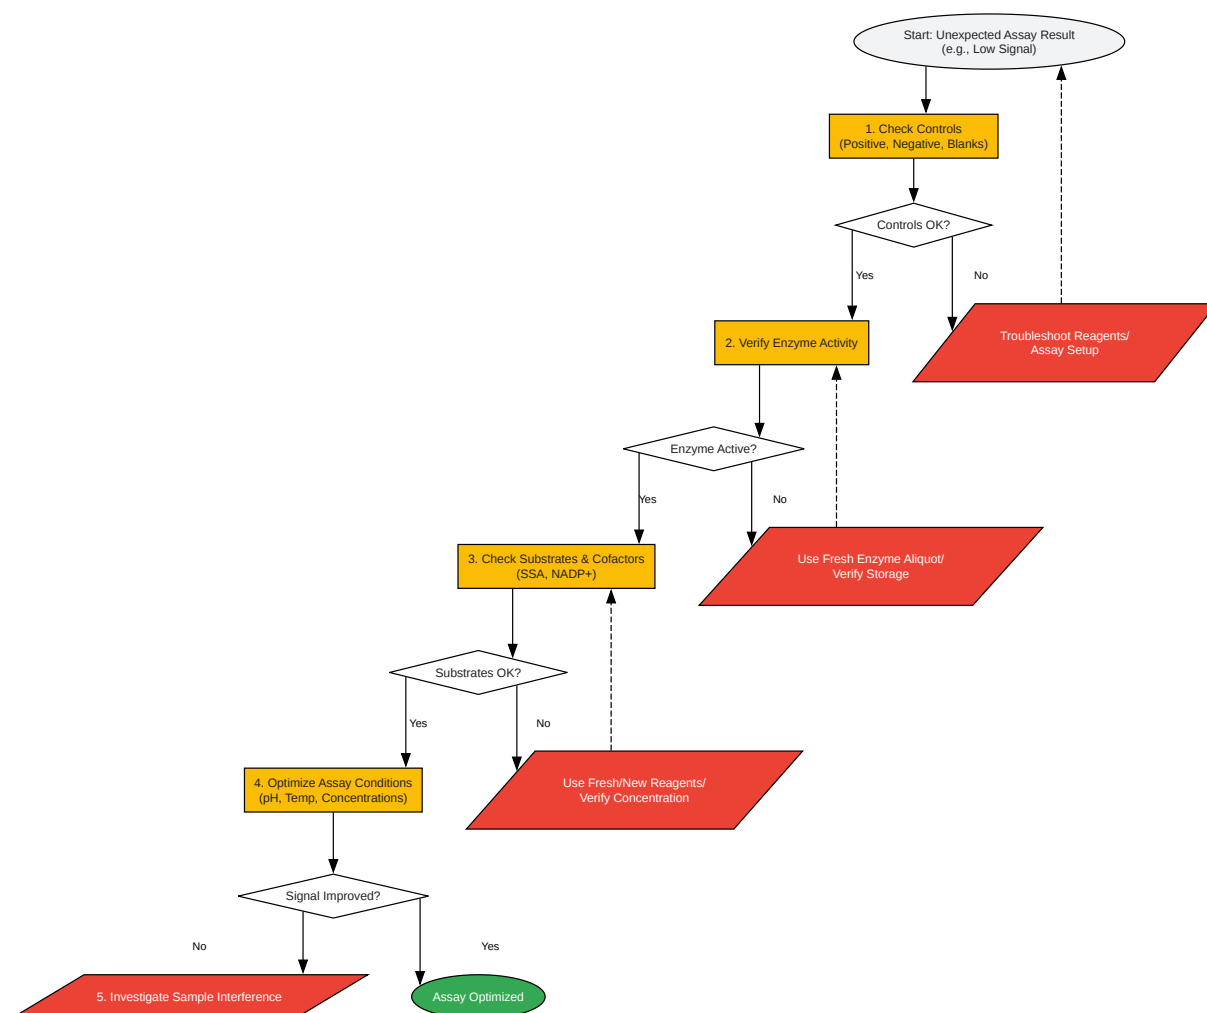 Start: Unexpected Assay Result
(e.g., Low Signal)
1. Check Controls
(Positive, Negative, Blanks)
Controls OK?
Yes
No
Troubleshoot Reagents/
Assay Setup
2. Verify Enzyme Activity
Enzyme Active?
Yes
No
Use Fresh Enzyme Aliquot/
Verify Storage
3. Check Substrates & Cofactors
(SSA, NADP+)
Substrates OK?
Yes
No
Use Fresh/New Reagents/
Verify Concentration
4. Optimize Assay Conditions
(pH, Temp, Concentrations)
Signal Improved?
No
Yes
5. Investigate Sample Interference
Assay Optimized